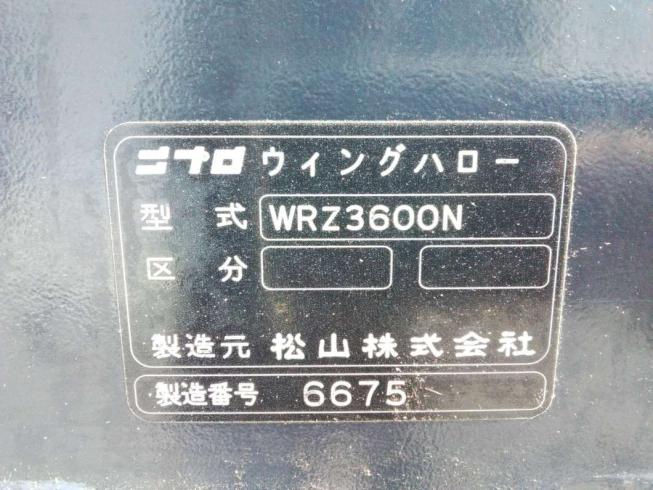 ニプロ ウイングハロー
型式 WRZ3600N
区分
製造元 松山株式会社
製造番号 6675